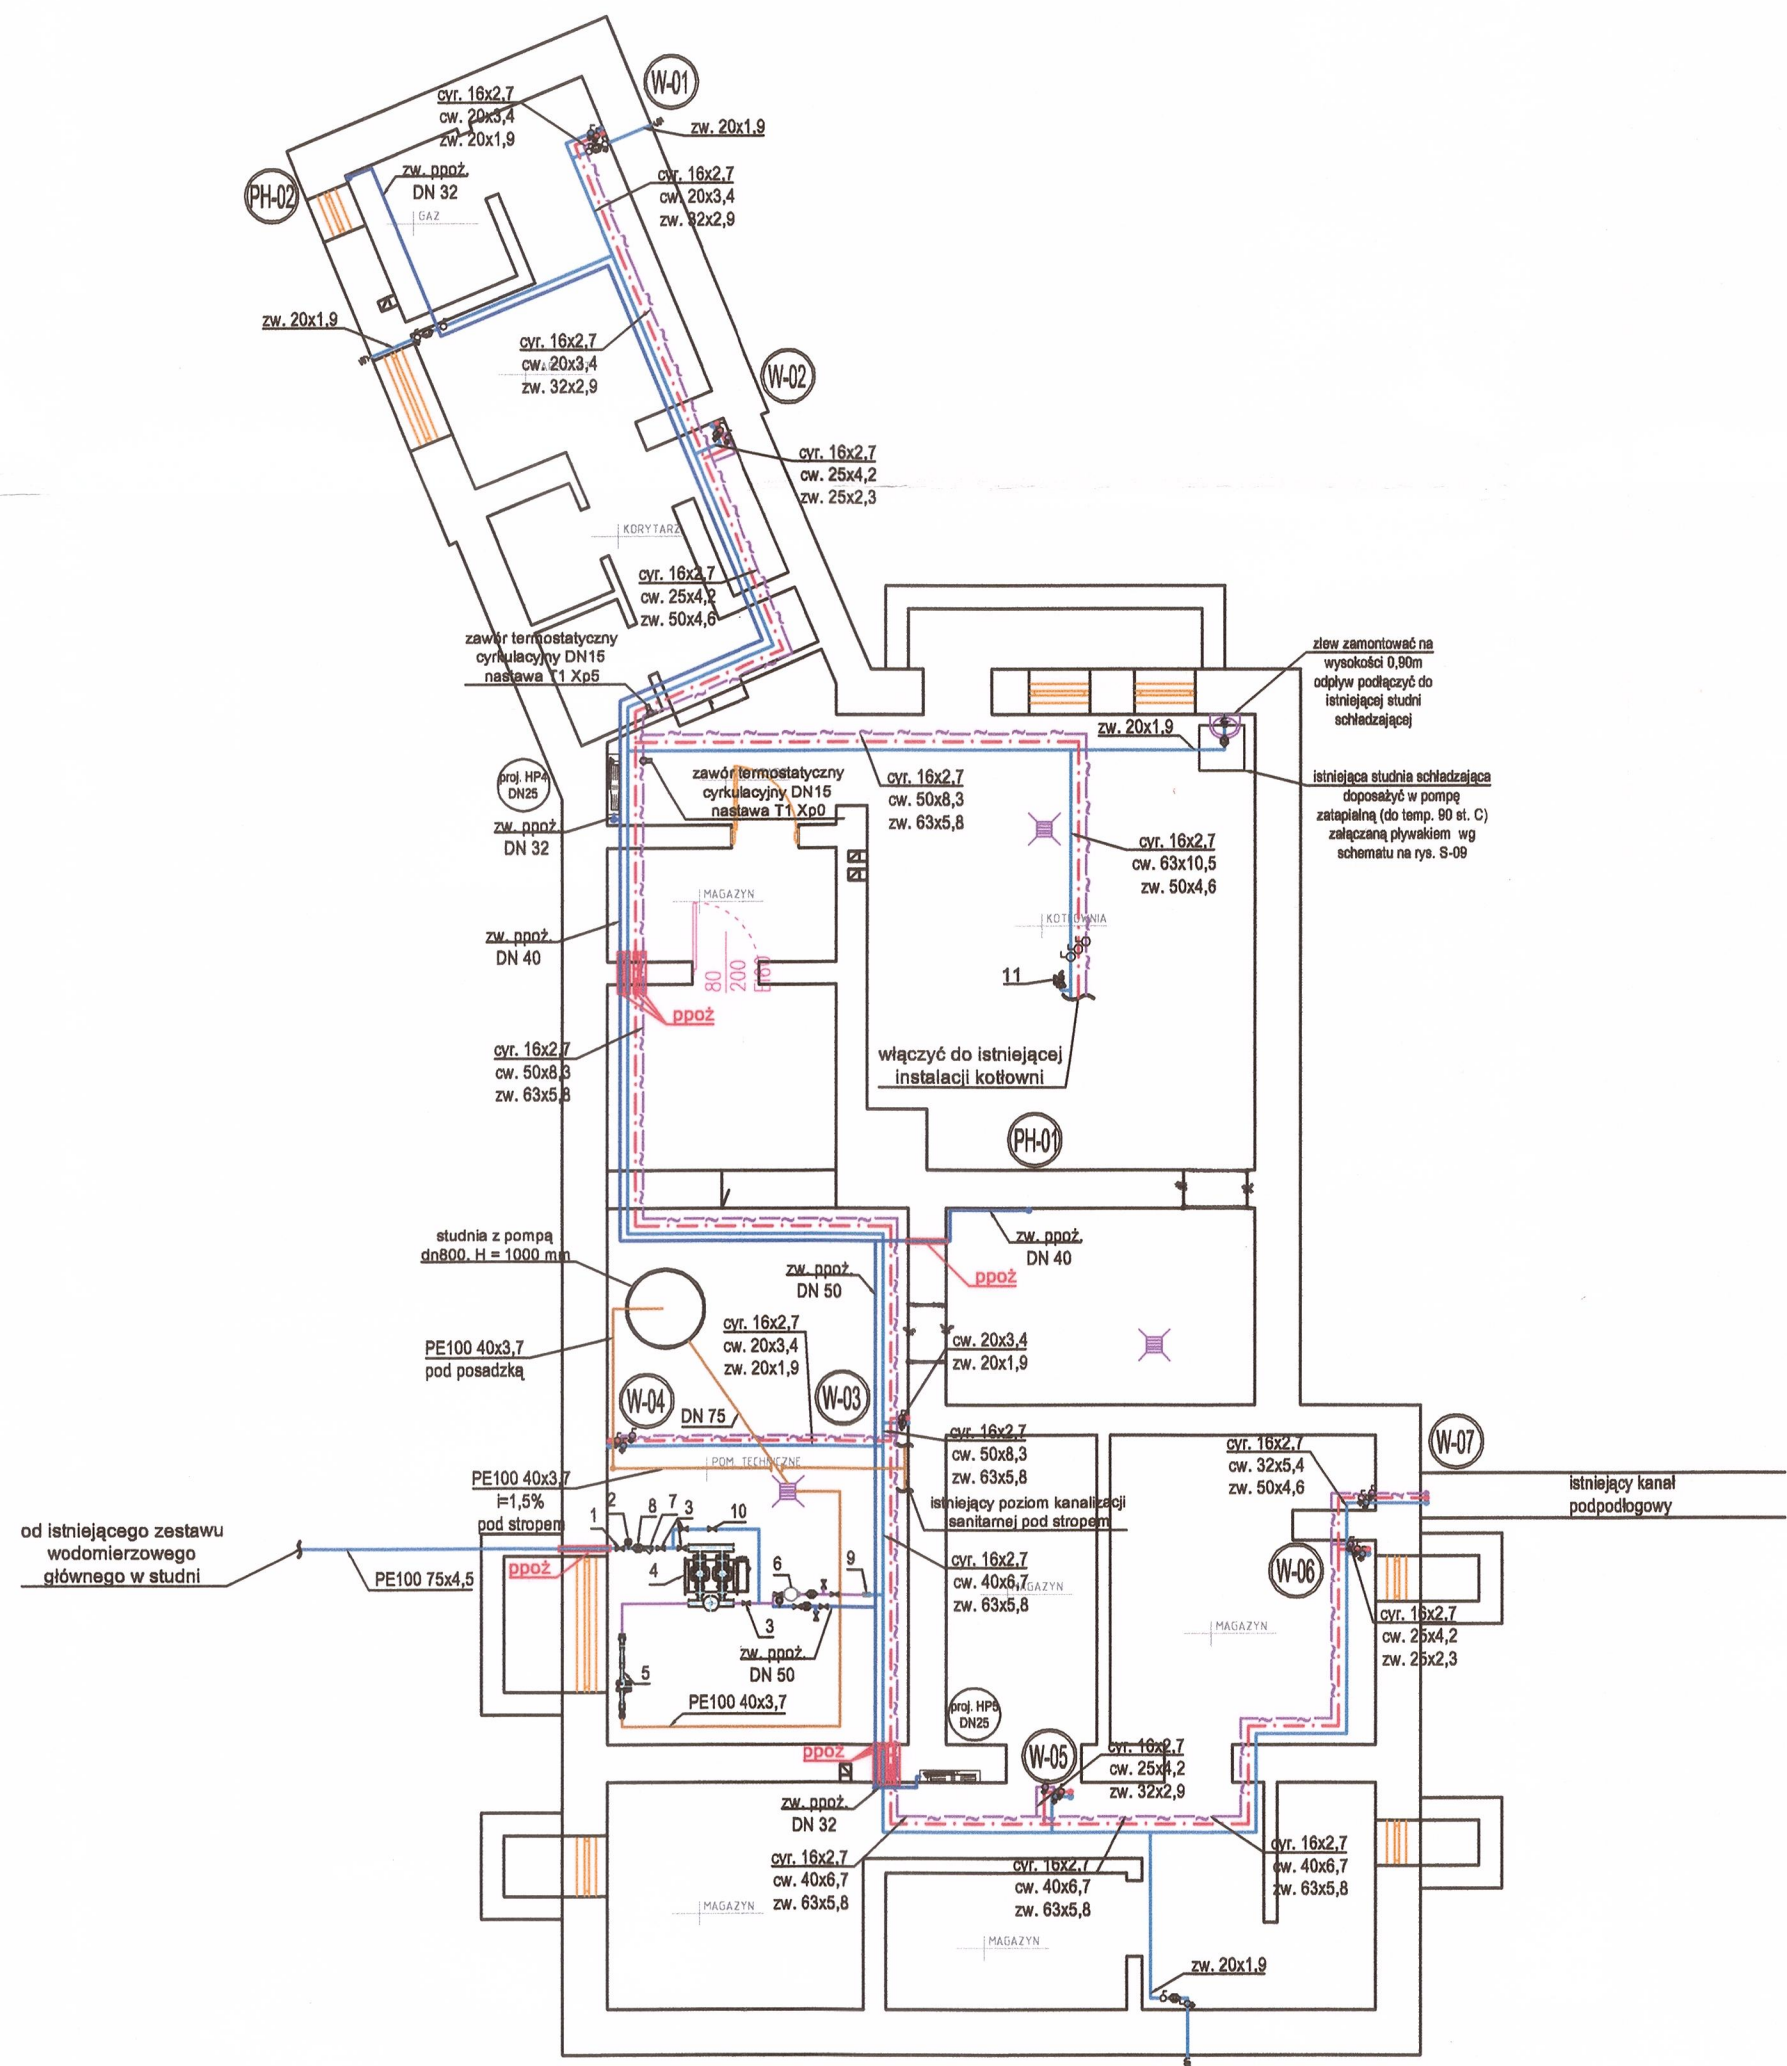 W-01
cyr. 16x2,7
cw. 20x3,4
zw. 20x1,9
zw. 20x1,9
PH-02
zw. ppoż.
DN 32
GAZ
cyr. 16x2,7
cw. 20x3,4
zw. 32x2,9
zw. 20x1,9
cyr. 16x2,7
cw. 20x3,4
zw. 32x2,9
W-02
cyr. 16x2,7
cw. 25x4,2
zw. 25x2,3
KORYTARZ
cyr. 16x2,7
cw. 25x4,2
zw. 50x4,6
zawór termostatyczny
cyrkulacyjny DN15
nastawa T1 Xp5
zlew zamontować na
wysokości 0,90m
odpływ podłączyć do
istniejącej studni
schładzającej
zw. 20x1,9
proj. HP4
DN25
zawór termostatyczny
cyrkulacyjny DN15
nastawa T1 Xp0
cyr. 16x2,7
cw. 50x8,3
zw. 63x5,8
istniejąca studnia schładzająca
doposażyć w pompę
zatapialną (do temp. 90 st. C)
załączaną pływakiem wg
schematu na rys. S-09
zw. ppoż.
DN 32
cyr. 16x2,7
cw. 63x10,5
zw. 50x4,6
MAGAZYN
KOTŁOWNIA
zw. ppoż.
DN 40
80
200
EI60
11
ppoż
cyr. 16x2,7
cw. 50x8,3
zw. 63x5,8
włączyć do istniejącej
instalacji kotłowni
PH-01
studnia z pompą
dn800. H = 1000 mm
zw. ppoż.
DN 40
ppoż
zw. ppoż.
DN 50
PE100 40x3,7
pod posadzką
cyr. 16x2,7
cw. 20x3,4
zw. 20x1,9
cw. 20x3,4
zw. 20x1,9
W-04
W-03
DN 75
W-07
cyr. 16x2,7
cw. 50x8,3
zw. 63x5,8
cyr. 16x2,7
cw. 32x5,4
zw. 50x4,6
POM. TECHNICZNE
PE100 40x3,7
i=1,5%
pod stropem
istniejący kanał
podpodłogowy
istniejący poziom kanalizacji
sanitarnej pod stropem
1
2
8
7
3
10
od istniejącego zestawu
wodomierzowego
głównego w studni
ppoż
PE100 75x4,5
4
6
9
cyr. 16x2,7
cw. 40x6,7
zw. 63x5,8
MAGAZYN
W-06
cyr. 16x2,7
cw. 25x4,2
zw. 25x2,3
MAGAZYN
3
zw. ppoż.
DN 50
5
PE100 40x3,7
proj. HP5
DN25
ppoż
W-05
cyr. 16x2,7
cw. 25x4,2
zw. 32x2,9
zw. ppoż.
DN 32
cyr. 16x2,7
cw. 40x6,7
zw. 63x5,8
cyr. 16x2,7
cw. 40x6,7
zw. 63x5,8
cyr. 16x2,7
cw. 40x6,7
zw. 63x5,8
MAGAZYN
MAGAZYN
zw. 20x1,9